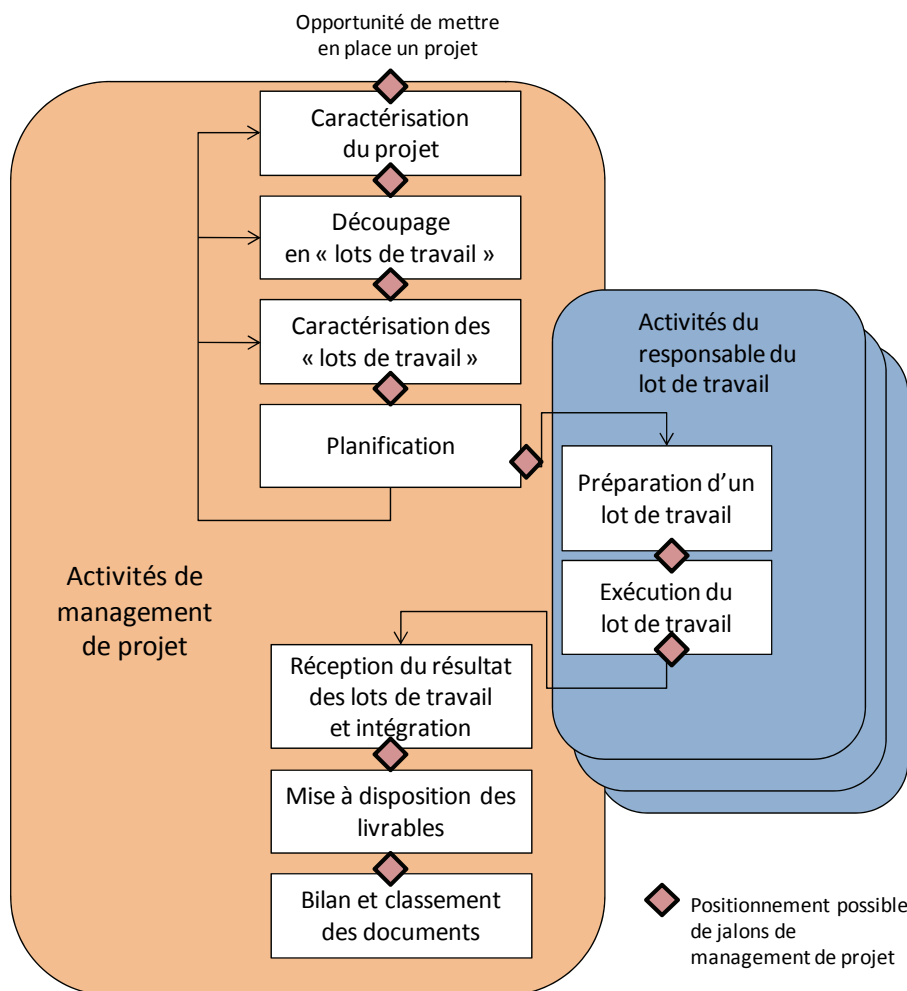 Opportunité de mettre
en place un projet
Caractérisation
du projet
Découpage
en « lots de travail »
Caractérisation des
« lots de travail »
Planification
Activités du
responsable du
lot de travail
Préparation d’un
lot de travail
Exécution du
lot de travail
Activités de
management
de projet
Réception du résultat
des lots de travail
et intégration
Mise à disposition des
livrables
Bilan et classement
des documents
Positionnement possible
de jalons de
management de projet